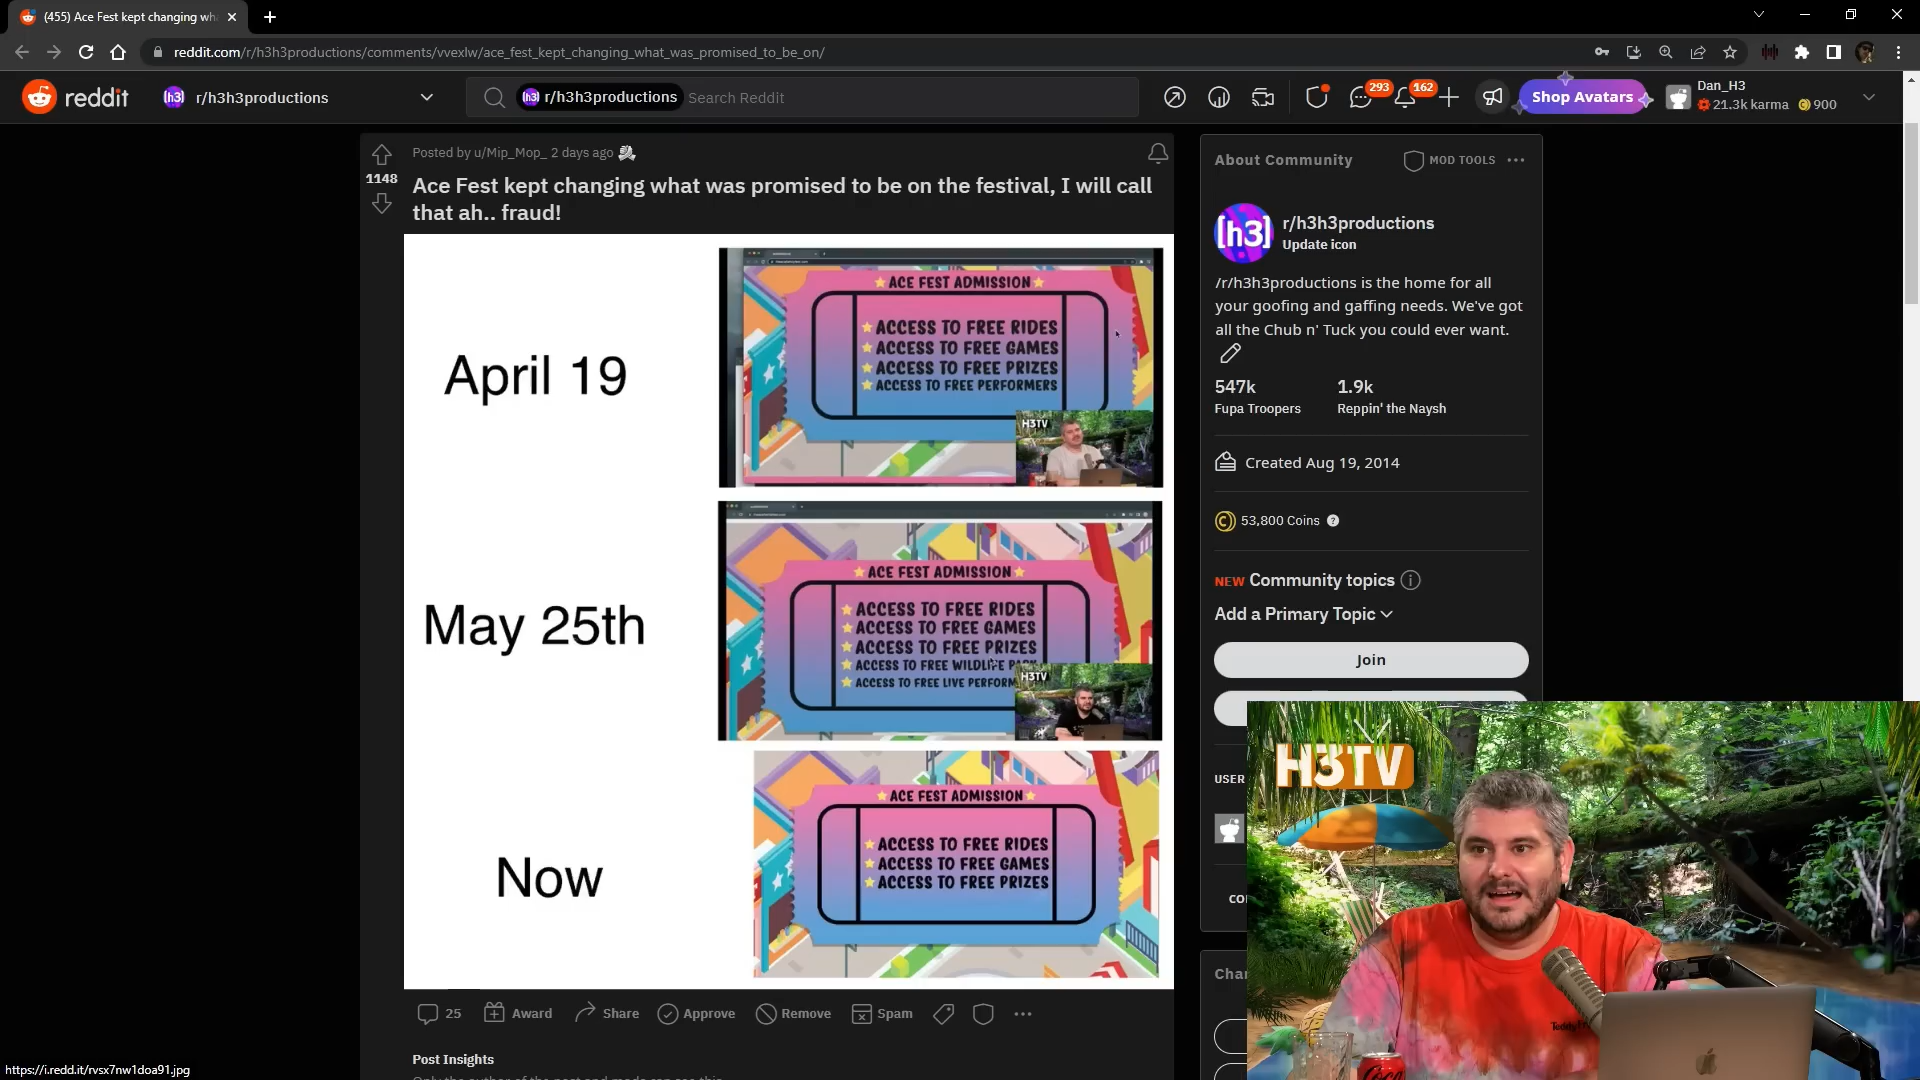 (455) Ace Fest kept changing wh
reddit.com/r/h3h3productions/comments/vvexlw/ace_fest_kept_changing_what_was_promised_to_be_on/
reddit
r/h3h3productions
r/h3h3productions
Search Reddit
293
162
Shop Avatars
Dan_H3
21.3k karma
900
1148
Posted by u/Mip_Mop_ 2 days ago
Ace Fest kept changing what was promised to be on the festival, I will call
that ah.. fraud!
April 19
ACE FEST ADMISSION
ACCESS TO FREE RIDES
ACCESS TO FREE GAMES
ACCESS TO FREE PRIZES
ACCESS TO FREE PERFORMERS
H3TV
May 25th
ACE FEST ADMISSION
ACCESS TO FREE RIDES
ACCESS TO FREE GAMES
ACCESS TO FREE PRIZES
ACCESS TO FREE WILDLIFE
ACCESS TO FREE LIVE PERFORM
H3TV
Now
ACE FEST ADMISSION
ACCESS TO FREE RIDES
ACCESS TO FREE GAMES
ACCESS TO FREE PRIZES
25
Award
Share
Approve
Remove
Spam
Post Insights
https://i.redd.it/rvsx7nw1doa91.jpg
About Community
MOD TOOLS
[h3]
r/h3h3productions
Update icon
/r/h3h3productions is the home for all
your goofing and gaffing needs. We've got
all the Chub n' Tuck you could ever want.
547k
1.9k
Fupa Troopers
Reppin' the Naysh
Created Aug 19, 2014
53,800 Coins
NEW Community topics
Add a Primary Topic
Join
USER
CO
Cha
H3TV